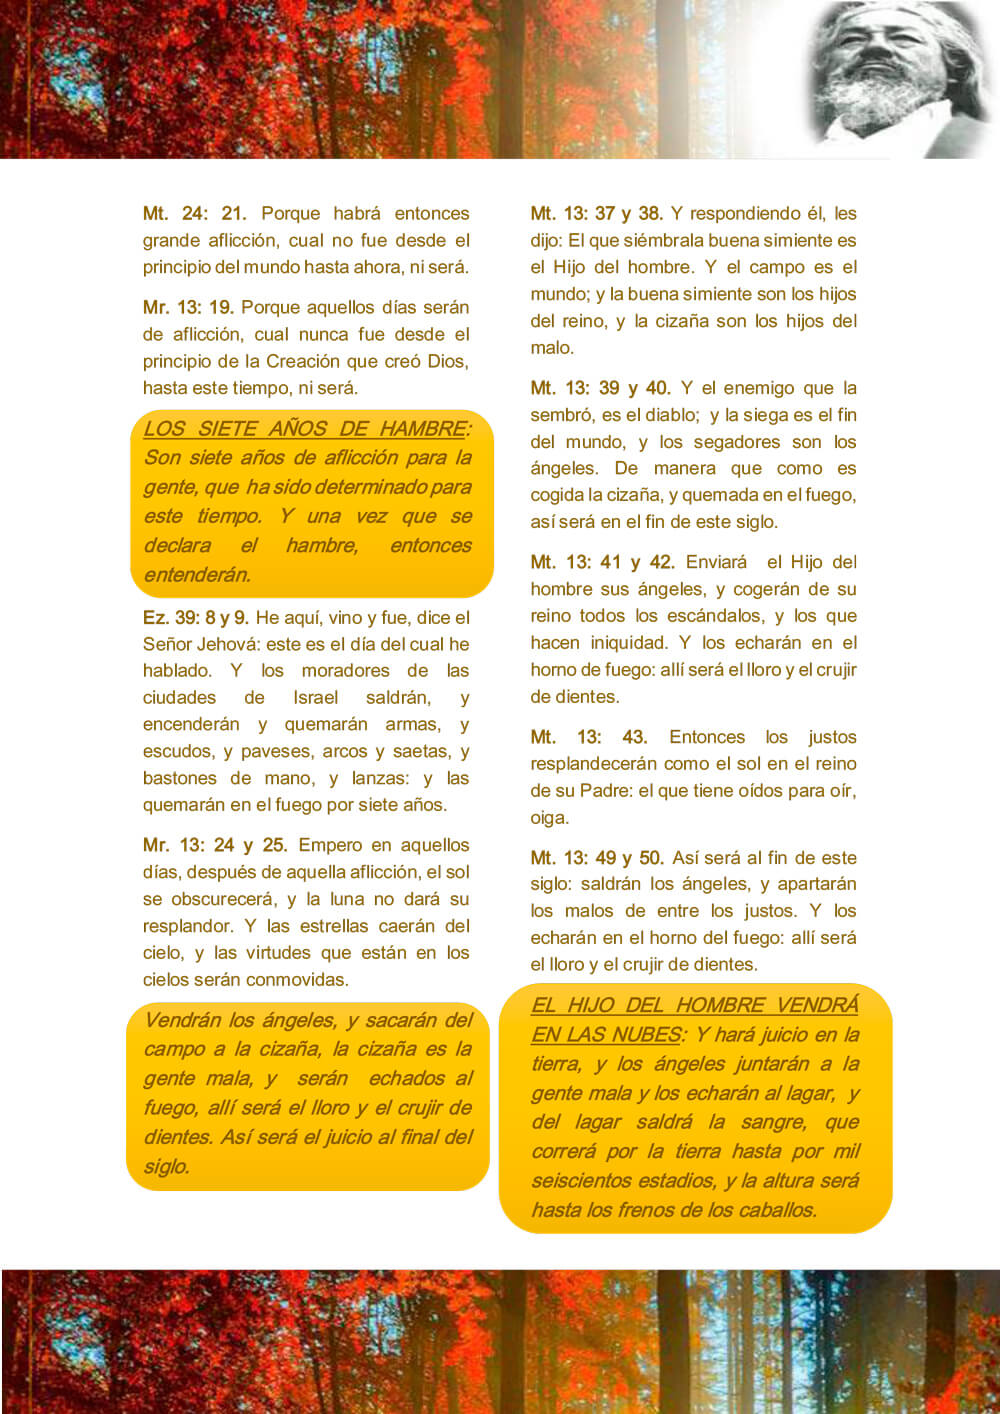 Mt. 24: 21. Porque habrá entonces
grande aflicción, cual no fue desde el
principio del mundo hasta ahora, ni será.
Mr. 13: 19. Porque aquellos días serán
de aflicción, cual nunca fue desde el
principio de la Creación que creó Dios,
hasta este tiempo, ni será.
LOS SIETE AÑOS DE HAMBRE:
Son siete años de aflicción para la
gente, que ha sido determinado para
este tiempo. Y una vez que se
declara el hambre, entonces
entenderán.
Ez. 39: 8 y 9. He aquí, vino y fue, dice el
Señor Jehová: este es el día del cual he
hablado. Y los moradores de las
ciudades de Israel saldrán, y
encenderán y quemarán armas, y
escudos, y paveses, arcos y saetas, y
bastones de mano, y lanzas: y las
quemarán en el fuego por siete años.
Mr. 13: 24 y 25. Empero en aquellos
días, después de aquella aflicción, el sol
se obscurecerá, y la luna no dará su
resplandor. Y las estrellas caerán del
cielo, y las virtudes que están en los
cielos serán conmovidas.
Vendrán los ángeles, y sacarán del
campo a la cizaña, la cizaña es la
gente mala, y serán echados al
fuego, allí será el lloro y el crujir de
dientes. Así será el juicio al final del
siglo.
Mt. 13: 37 y 38. Y respondiendo él, les
dijo: El que siémbrala buena simiente es
el Hijo del hombre. Y el campo es el
mundo; y la buena simiente son los hijos
del reino, y la cizaña son los hijos del
malo.
Mt. 13: 39 y 40. Y el enemigo que la
sembró, es el diablo; y la siega es el fin
del mundo, y los segadores son los
ángeles. De manera que como es
cogida la cizaña, y quemada en el fuego,
así será en el fin de este siglo.
Mt. 13: 41 y 42. Enviará el Hijo del
hombre sus ángeles, y cogerán de su
reino todos los escándalos, y los que
hacen iniquidad. Y los echarán en el
horno de fuego: allí será el lloro y el crujir
de dientes.
Mt. 13: 43. Entonces los justos
resplandecerán como el sol en el reino
de su Padre: el que tiene oídos para oír,
oiga.
Mt. 13: 49 y 50. Así será al fin de este
siglo: saldrán los ángeles, y apartarán
los malos de entre los justos. Y los
echarán en el horno del fuego: allí será
el lloro y el crujir de dientes.
EL HIJO DEL HOMBRE VENDRÁ
EN LAS NUBES: Y hará juicio en la
tierra, y los ángeles juntarán a la
gente mala y los echarán al lagar, y
del lagar saldrá la sangre, que
correrá por la tierra hasta por mil
seiscientos estadios, y la altura será
hasta los frenos de los caballos.